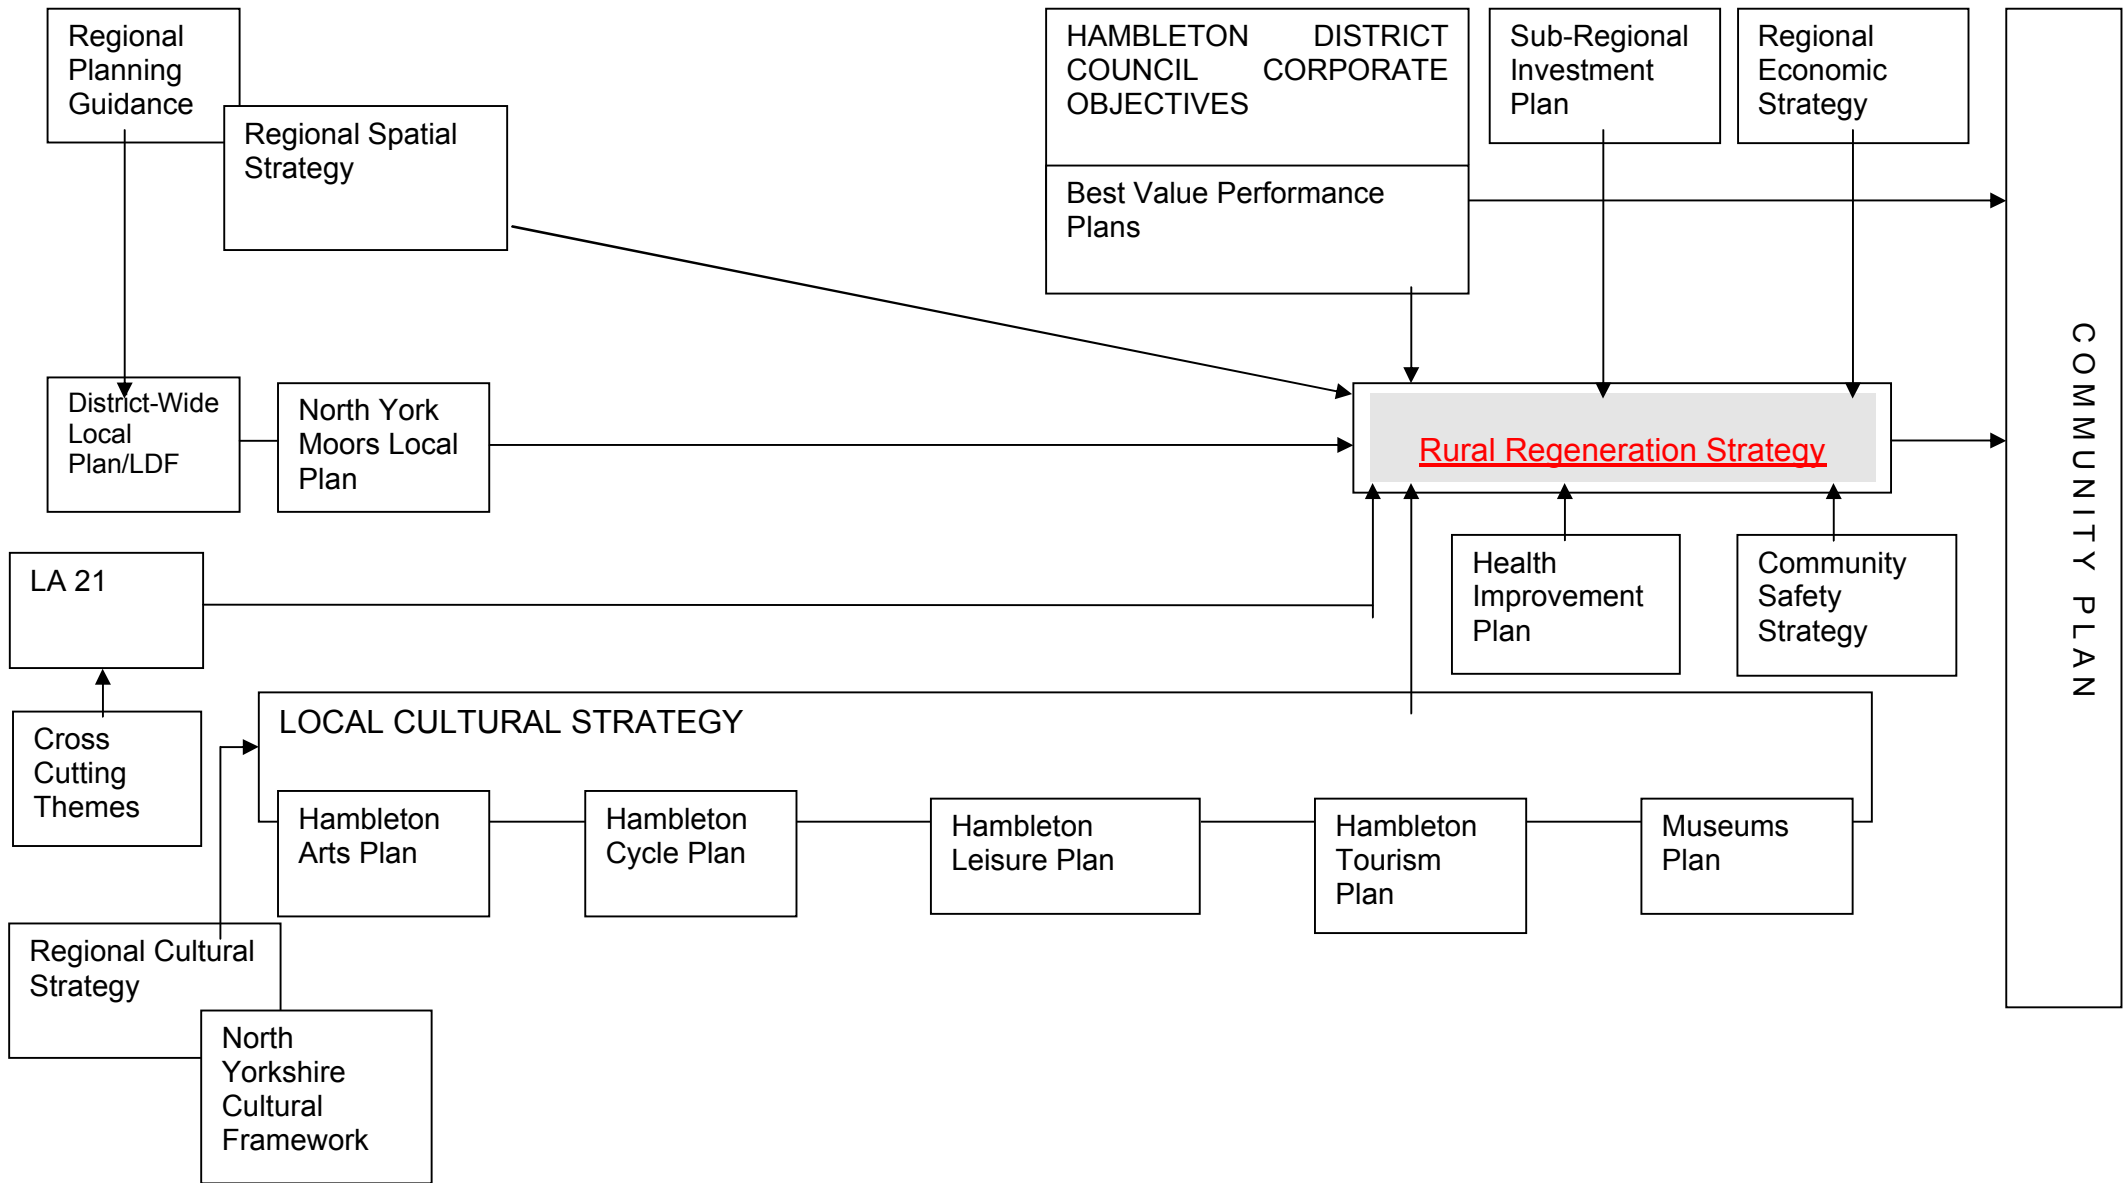 Regional
Planning
Guidance
Regional Spatial
Strategy
HAMBLETON DISTRICT
COUNCIL CORPORATE
OBJECTIVES
Best Value Performance
Plans
Sub-Regional
Investment
Plan
Regional
Economic
Strategy
COMMUNITY PLAN
District-Wide
Local
Plan/LDF
North York
Moors Local
Plan
Rural Regeneration Strategy
LA 21
Health
Improvement
Plan
Community
Safety
Strategy
Cross
Cutting
Themes
LOCAL CULTURAL STRATEGY
Hambleton
Arts Plan
Hambleton
Cycle Plan
Hambleton
Leisure Plan
Hambleton
Tourism
Plan
Museums
Plan
Regional Cultural
Strategy
North
Yorkshire
Cultural
Framework